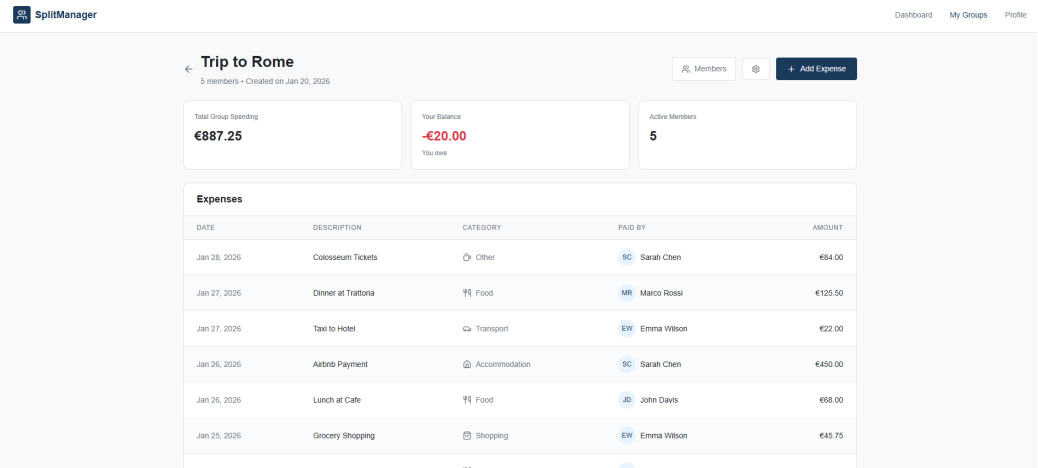 SplitManager
Dashboard My Groups Profile
Trip to Rome
5 members • Created on Jan 20, 2026
Members
Add Expense
Total Group Spending
€887.25
Your Balance
-€20.00
You owe
Active Members
5
Expenses
DATE DESCRIPTION CATEGORY PAID BY AMOUNT
Jan 28, 2026 Colosseum Tickets Other SC Sarah Chen €84.00
Jan 27, 2026 Dinner at Trattoria Food MR Marco Rossi €125.50
Jan 27, 2026 Taxi to Hotel Transport EW Emma Wilson €22.00
Jan 26, 2026 Airbnb Payment Accommodation SC Sarah Chen €450.00
Jan 26, 2026 Lunch at Cafe Food JD John Davis €68.00
Jan 25, 2026 Grocery Shopping Shopping EW Emma Wilson €45.75